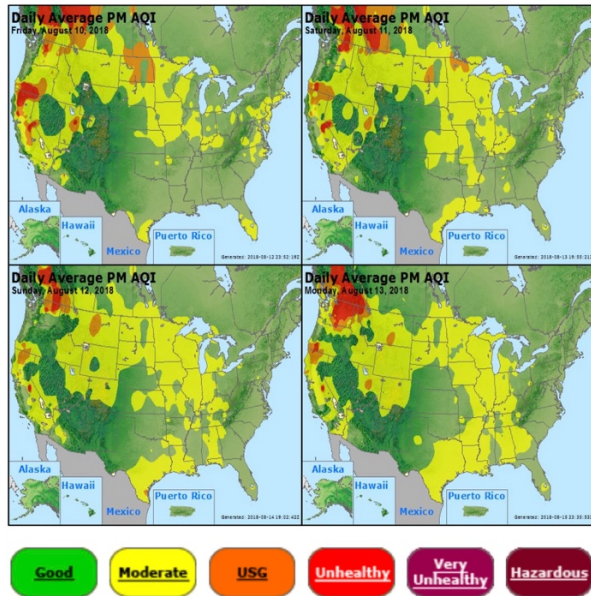 Daily Average PM AQI
Friday, August 10, 2018
Alaska
Hawaii
Mexico
Puerto Rico
Daily Average PM AQI
Saturday, August 11, 2018
Alaska
Hawaii
Mexico
Puerto Rico
Daily Average PM AQI
Sunday, August 12, 2018
Alaska
Hawaii
Mexico
Puerto Rico
Daily Average PM AQI
Monday, August 13, 2018
Alaska
Hawaii
Mexico
Puerto Rico
Good
Moderate
USG
Unhealthy
Very
Unhealthy
Hazardous